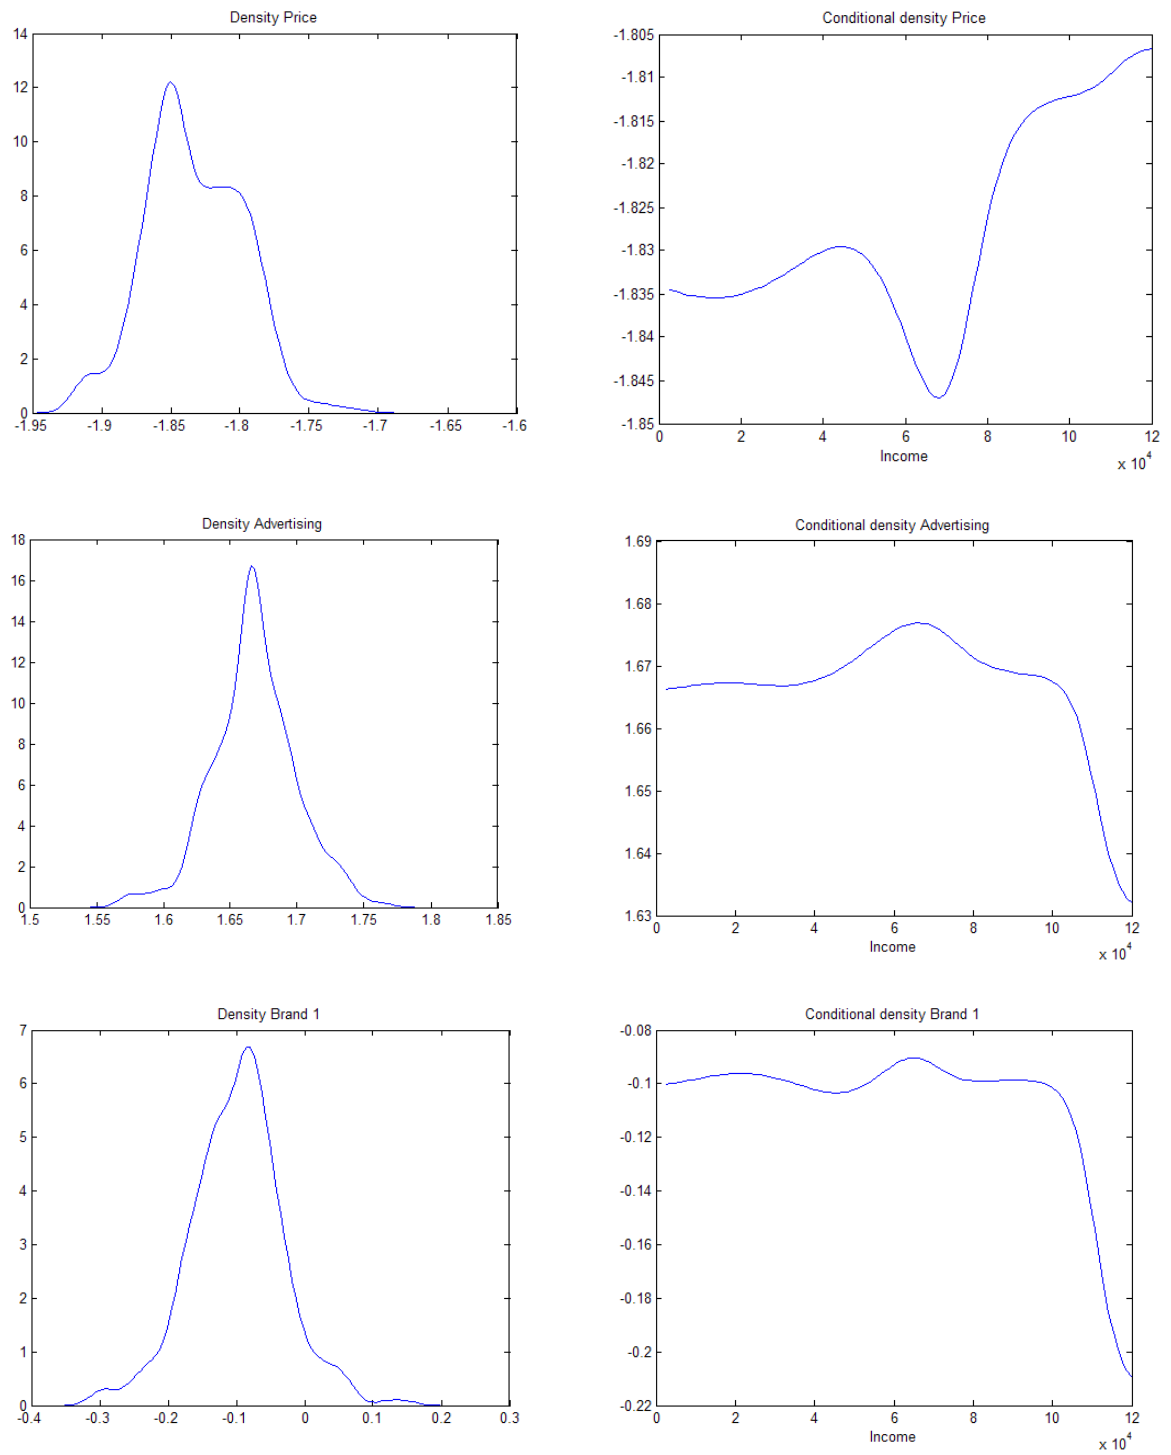 Density Price
14
12
10
8
6
4
2
0
-1.95 -1.9 -1.85 -1.8 -1.75 -1.7 -1.65 -1.6
Conditional density Price
-1.805
-1.81
-1.815
-1.82
-1.825
-1.83
-1.835
-1.84
-1.845
-1.85
0 2 4 6 8 10 12
Income
x 10^4
Density Advertising
18
16
14
12
10
8
6
4
2
0
1.5 1.55 1.6 1.65 1.7 1.75 1.8 1.85
Conditional density Advertising
1.69
1.68
1.67
1.66
1.65
1.64
1.63
0 2 4 6 8 10 12
Income
x 10^4
Density Brand 1
7
6
5
4
3
2
1
0
-0.4 -0.3 -0.2 -0.1 0 0.1 0.2 0.3
Conditional density Brand 1
-0.08
-0.1
-0.12
-0.14
-0.16
-0.18
-0.2
-0.22
0 2 4 6 8 10 12
Income
x 10^4